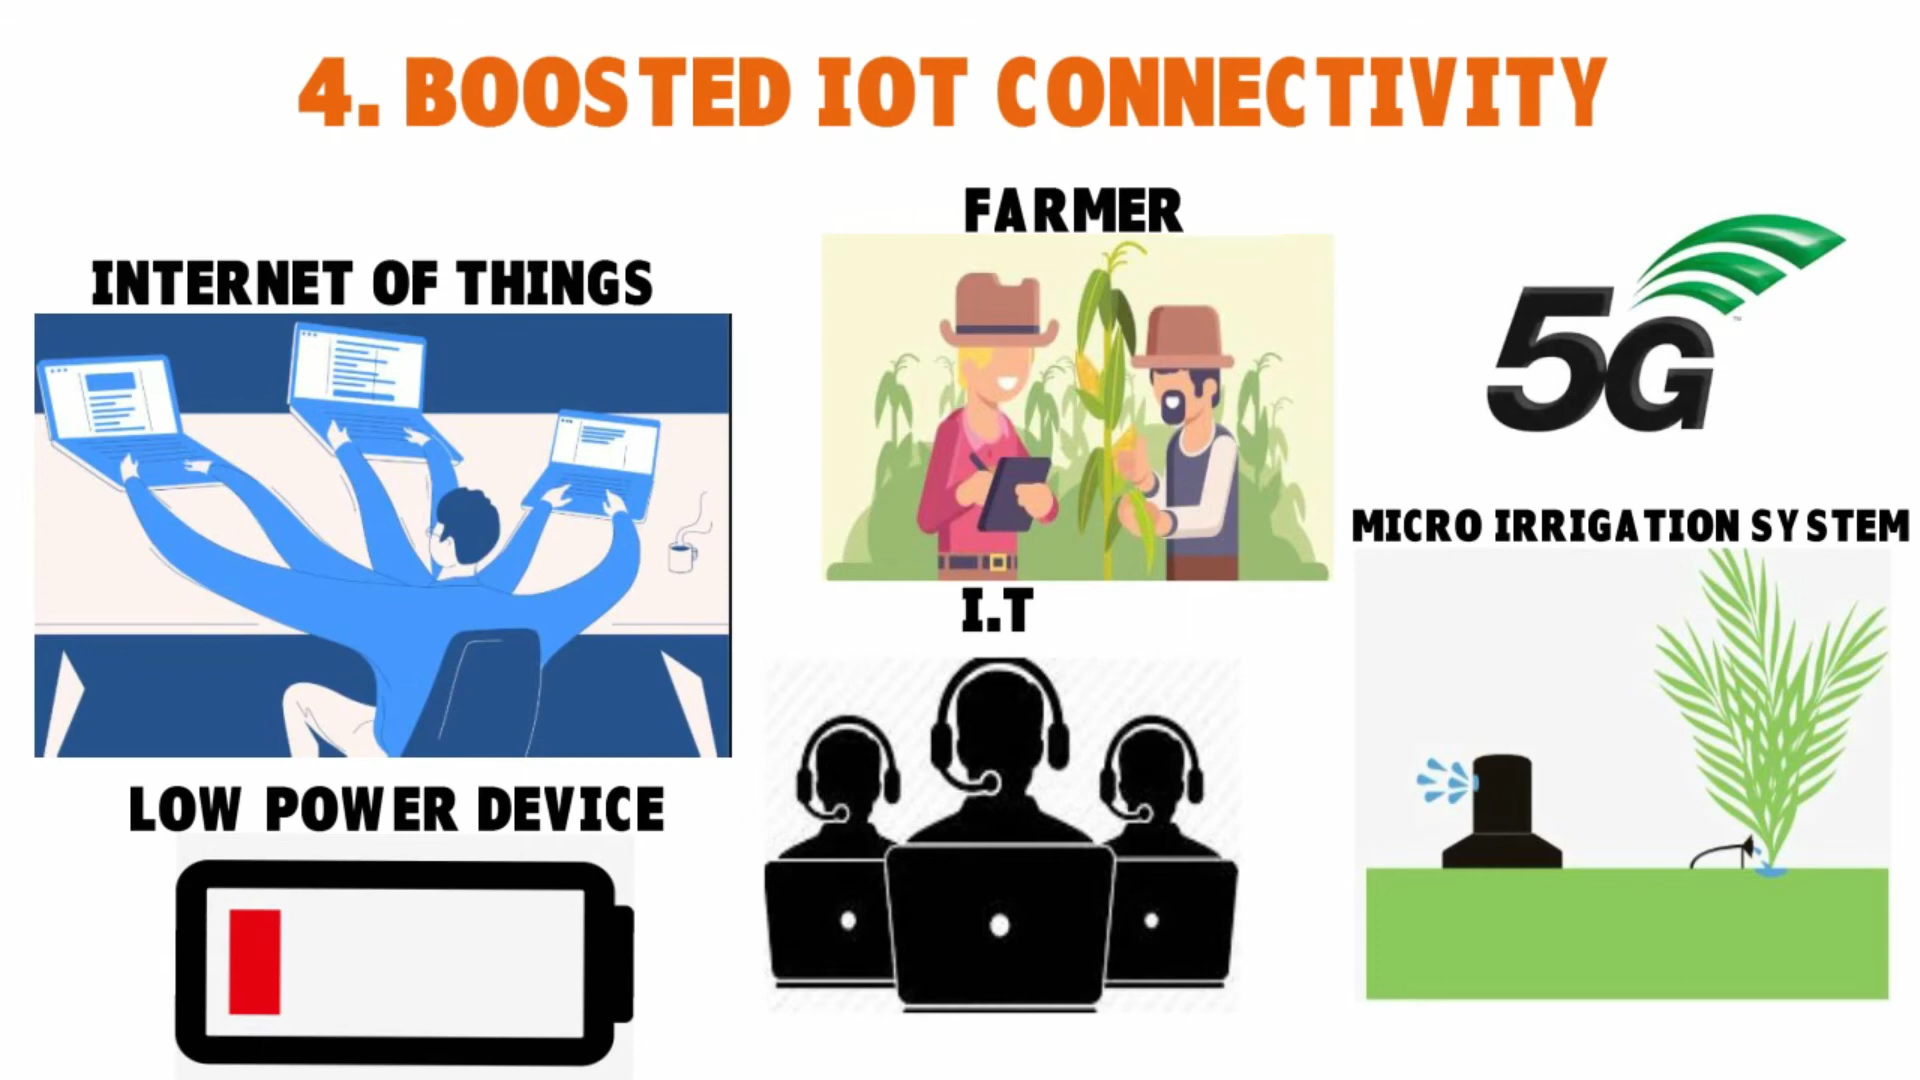 4. BOOSTED IOT CONNECTIVITY
FARMER
INTERNET OF THINGS
5G
MICRO IRRIGATION SYSTEM
I.T
LOW POWER DEVICE